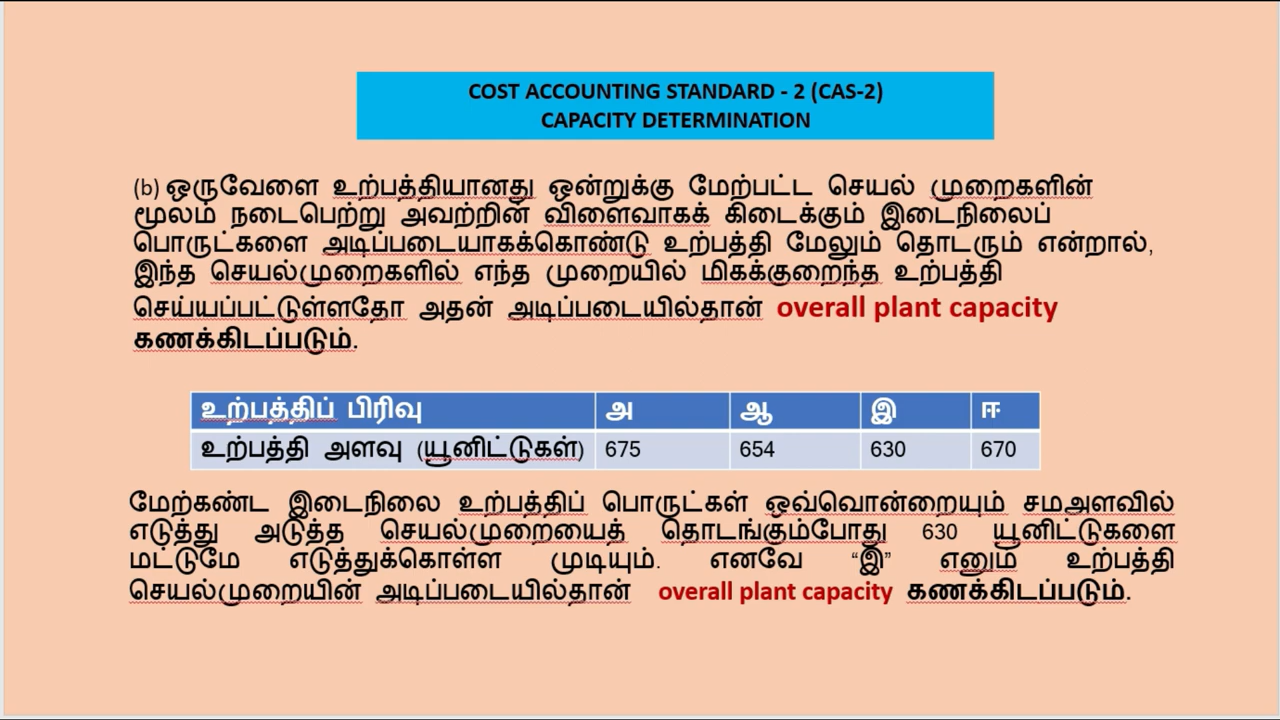 COST ACCOUNTING STANDARD - 2 (CAS-2)
CAPACITY DETERMINATION
(b) ஒருவேளை உற்பத்தியானது ஒன்றுக்கு மேற்பட்ட செயல் முறைகளின்
மூலம் நடைபெற்று அவற்றின் விளைவாகக் கிடைக்கும் இடைநிலைப்
பொருட்களை அடிப்படையாகக்கொண்டு உற்பத்தி மேலும் தொடரும் என்றால்,
இந்த செயல்முறைகளில் எந்த முறையில் மிகக்குறைந்த உற்பத்தி
செய்யப்பட்டுள்ளதோ அதன் அடிப்படையில்தான் overall plant capacity
கணக்கிடப்படும்.
உற்பத்திப் பிரிவு அ ஆ இ ஈ
உற்பத்தி அளவு (யூனிட்டுகள்) 675 654 630 670
மேற்கண்ட இடைநிலை உற்பத்திப் பொருட்கள் ஒவ்வொன்றையும் சமஅளவில்
எடுத்து அடுத்த செயல்முறையைத் தொடங்கும்போது 630 யூனிட்டுகளை
மட்டுமே எடுத்துக்கொள்ள முடியும். எனவே “இ” எனும் உற்பத்தி
செயல்முறையின் அடிப்படையில்தான் overall plant capacity கணக்கிடப்படும்.